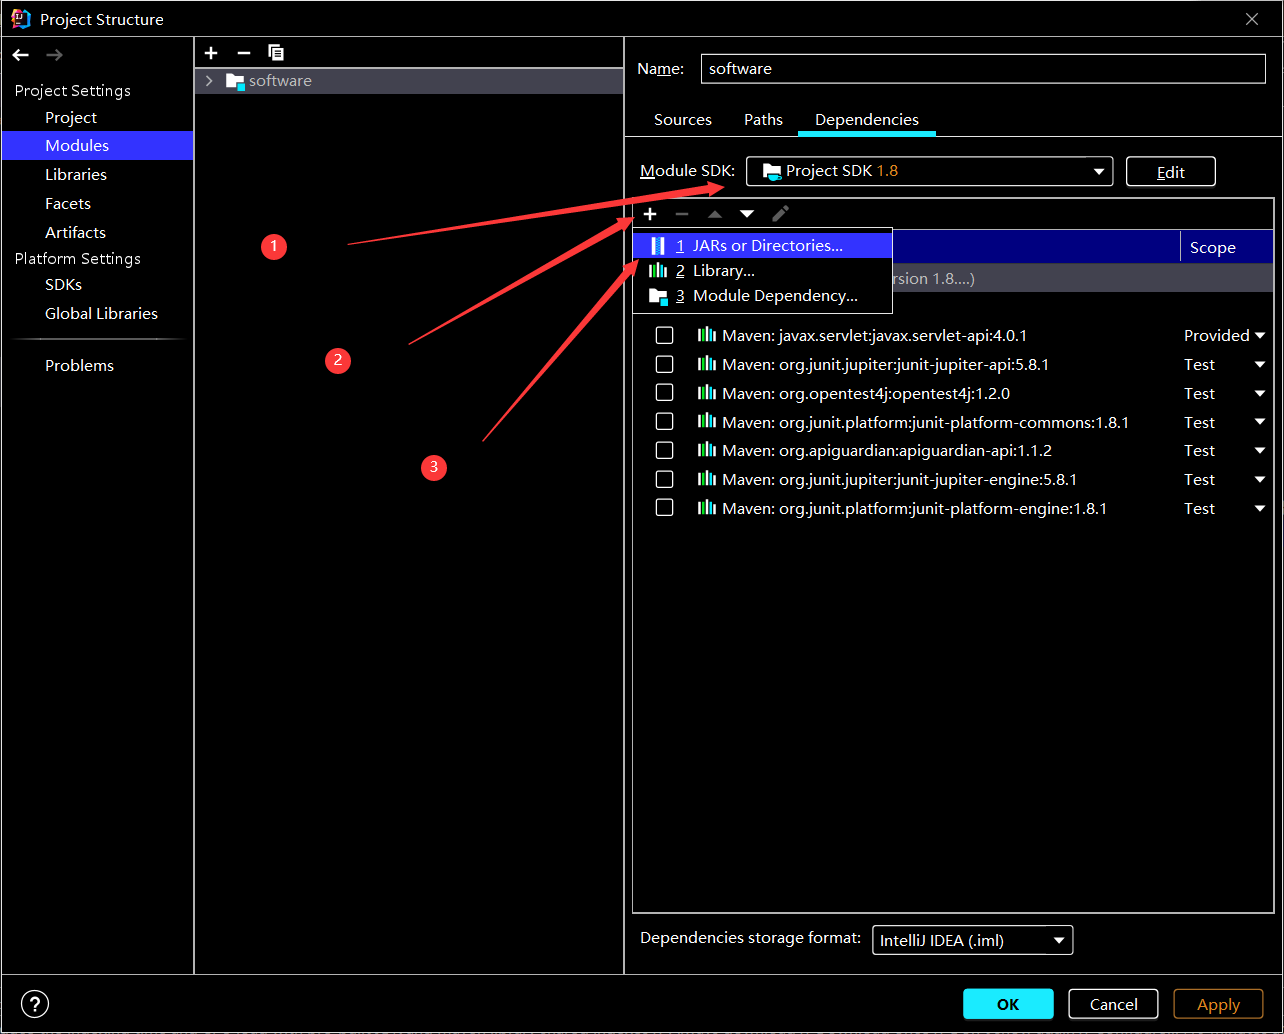 Project Structure
Project Settings
Project
Modules
Libraries
Facets
Artifacts
Platform Settings
SDKs
Global Libraries
Problems
software
Name: software
Sources Paths Dependencies
Module SDK: Project SDK 1.8 Edit
1 JARs or Directories...
2 Library...
3 Module Dependency...
Scope
rsion 1.8....)
Maven: javax.servlet:javax.servlet-api:4.0.1 Provided
Maven: org.junit.jupiter:junit-jupiter-api:5.8.1 Test
Maven: org.opentest4j:opentest4j:1.2.0 Test
Maven: org.junit.platform:junit-platform-commons:1.8.1 Test
Maven: org.apiguardian:apiguardian-api:1.1.2 Test
Maven: org.junit.jupiter:junit-jupiter-engine:5.8.1 Test
Maven: org.junit.platform:junit-platform-engine:1.8.1 Test
1
2
3
Dependencies storage format: IntelliJ IDEA (.iml)
? OK Cancel Apply